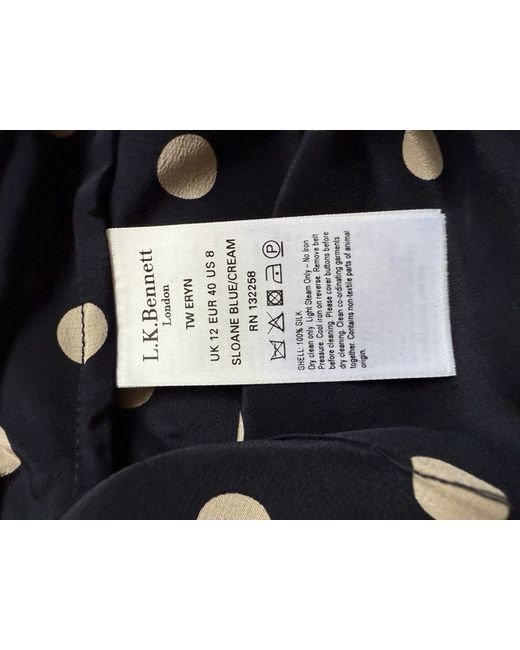 L.K.Bennett
London
TW ERYN
UK 12 EUR 40 US 8
SLOANE BLUE/CREAM
RN 132258
SHELL: 100% SILK
Dry clean only. Light Steam Only - No Iron
Pressure. Cool iron on reverse. Remove belt
before cleaning. Please cover buttons before
dry cleaning. Clean co-ordinating garments
together. Contains non-textile parts of animal
origin.